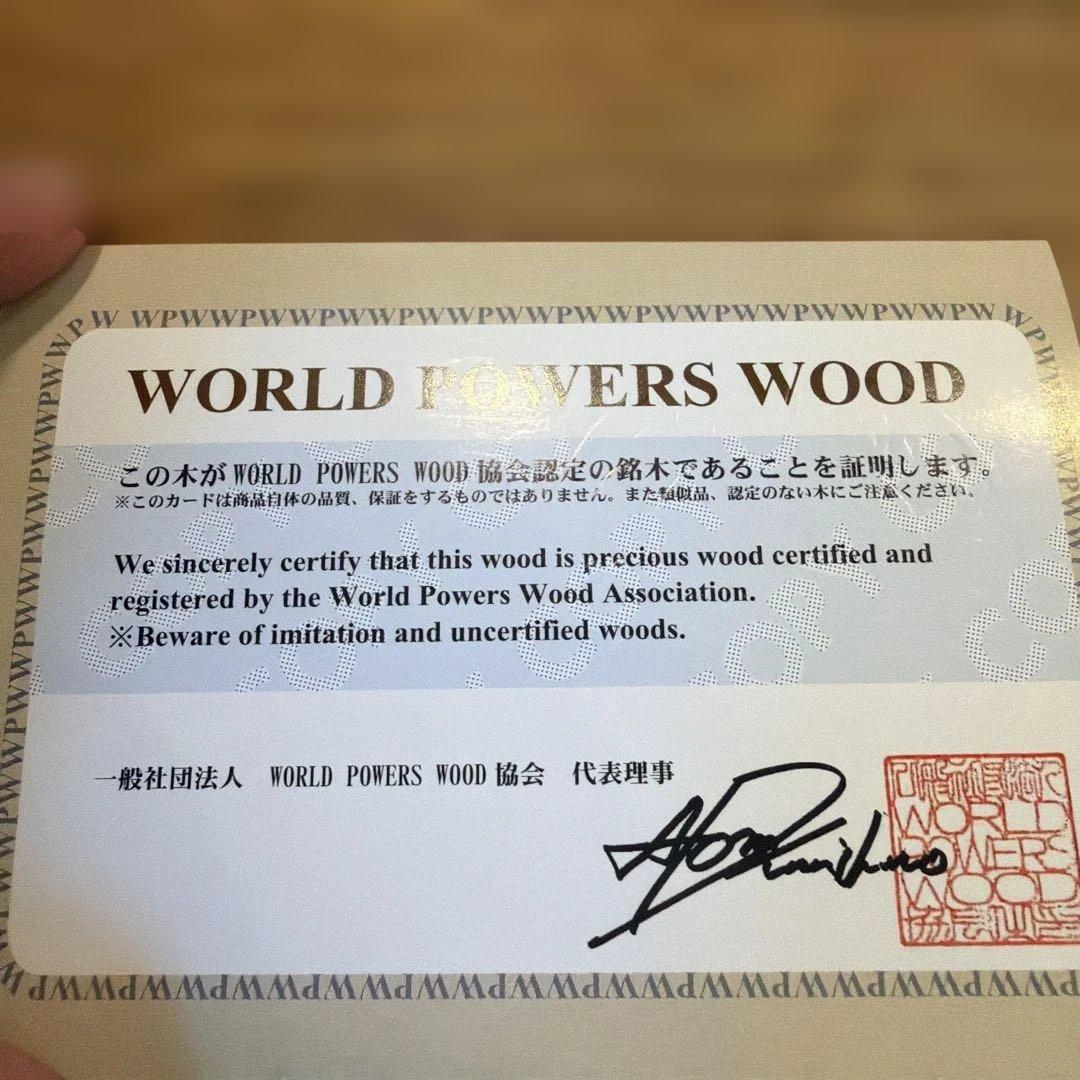 WORLD POWERS WOOD
この木がWORLD POWERS WOOD協会認定の銘木であることを証明します。
※このカードは商品自体の品質、保証をするものではありません。また類似品、認定のない木にご注意ください。
We sincerely certify that this wood is precious wood certified and
registered by the World Powers Wood Association.
※Beware of imitation and uncertified woods.
一般社団法人 WORLD POWERS WOOD協会 代表理事
WORLD
POWERS
WOOD